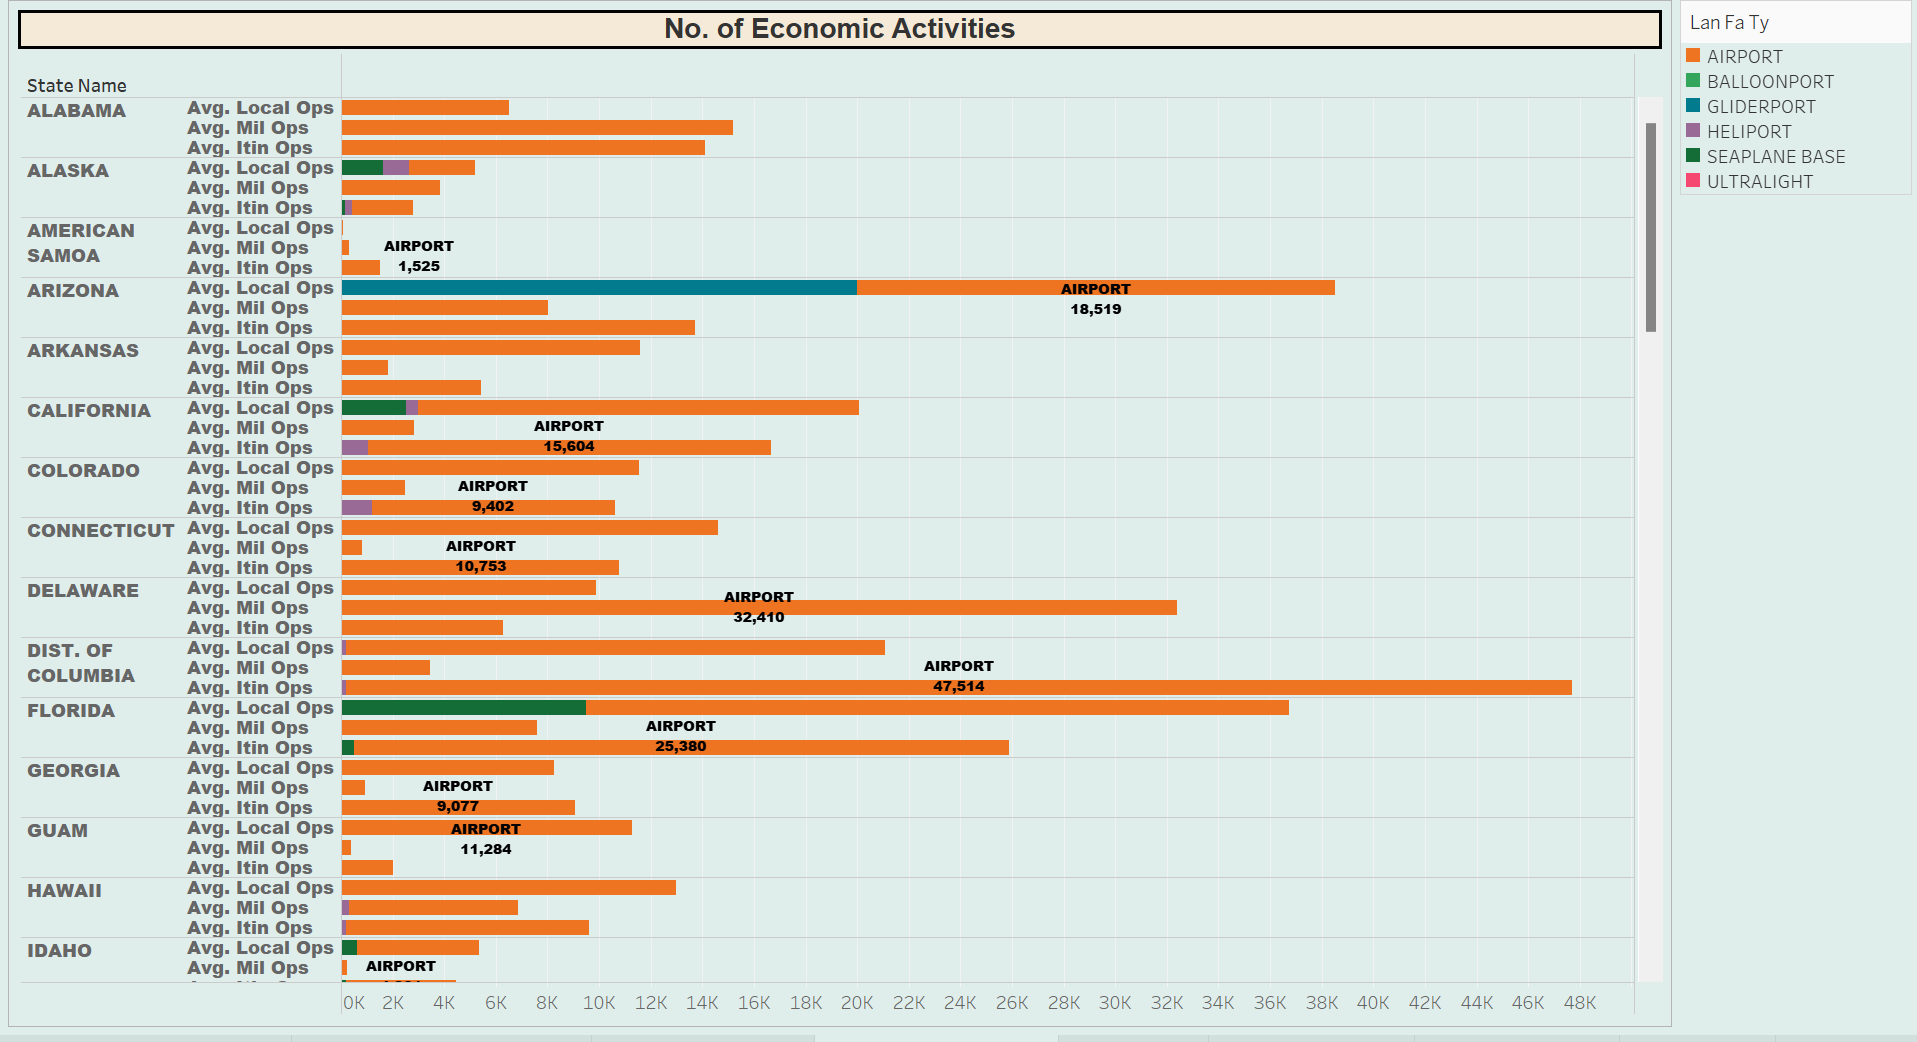 No. of Economic Activities
State Name
ALABAMA
Avg. Local Ops
Avg. Mil Ops
Avg. Itin Ops
ALASKA
Avg. Local Ops
Avg. Mil Ops
Avg. Itin Ops
AMERICAN
SAMOA
Avg. Local Ops
Avg. Mil Ops
Avg. Itin Ops
AIRPORT
1,525
ARIZONA
Avg. Local Ops
Avg. Mil Ops
Avg. Itin Ops
AIRPORT
18,519
ARKANSAS
Avg. Local Ops
Avg. Mil Ops
Avg. Itin Ops
CALIFORNIA
Avg. Local Ops
Avg. Mil Ops
Avg. Itin Ops
AIRPORT
15,604
COLORADO
Avg. Local Ops
Avg. Mil Ops
Avg. Itin Ops
AIRPORT
9,402
CONNECTICUT
Avg. Local Ops
Avg. Mil Ops
Avg. Itin Ops
AIRPORT
10,753
DELAWARE
Avg. Local Ops
Avg. Mil Ops
Avg. Itin Ops
AIRPORT
32,410
DIST. OF
COLUMBIA
Avg. Local Ops
Avg. Mil Ops
Avg. Itin Ops
AIRPORT
47,514
FLORIDA
Avg. Local Ops
Avg. Mil Ops
Avg. Itin Ops
AIRPORT
25,380
GEORGIA
Avg. Local Ops
Avg. Mil Ops
Avg. Itin Ops
AIRPORT
9,077
GUAM
Avg. Local Ops
Avg. Mil Ops
Avg. Itin Ops
AIRPORT
11,284
HAWAII
Avg. Local Ops
Avg. Mil Ops
Avg. Itin Ops
IDAHO
Avg. Local Ops
Avg. Mil Ops
AIRPORT
0K 2K 4K 6K 8K 10K 12K 14K 16K 18K 20K 22K 24K 26K 28K 30K 32K 34K 36K 38K 40K 42K 44K 46K 48K
Lan Fa Ty
AIRPORT
BALLOONPORT
GLIDERPORT
HELIPORT
SEAPLANE BASE
ULTRALIGHT